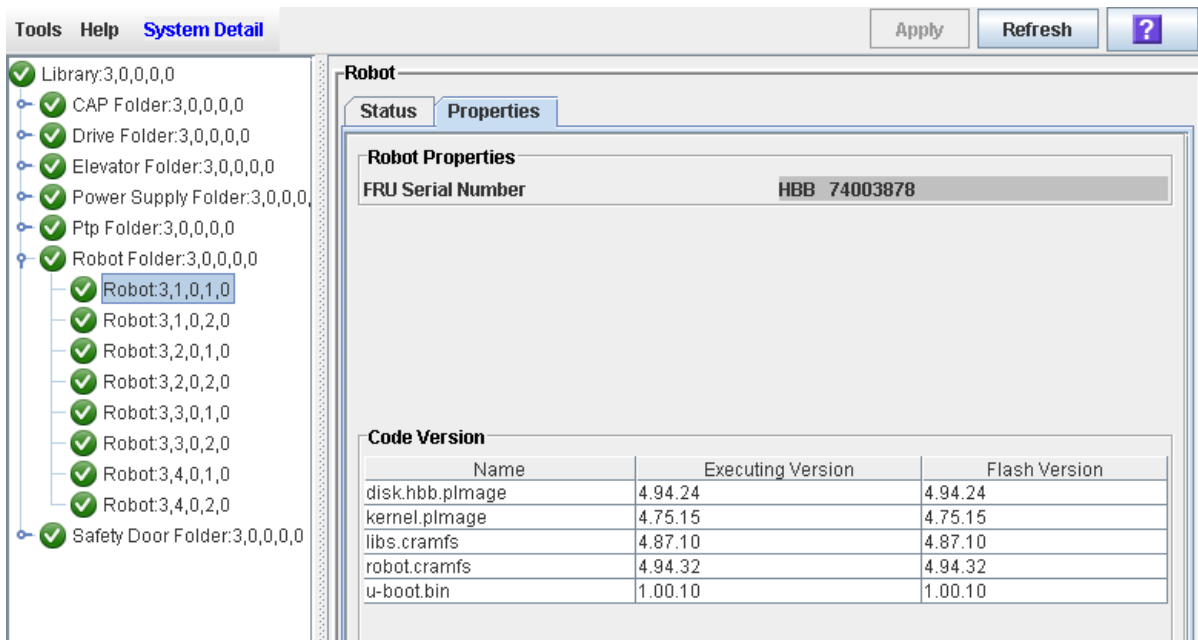 Tools Help System Detail Apply Refresh ?
Library:3,0,0,0,0
CAP Folder:3,0,0,0,0
Drive Folder:3,0,0,0,0
Elevator Folder:3,0,0,0,0
Power Supply Folder:3,0,0,0,
Ptp Folder:3,0,0,0,0
Robot Folder:3,0,0,0,0
Robot:3,1,0,1,0
Robot:3,1,0,2,0
Robot:3,2,0,1,0
Robot:3,2,0,2,0
Robot:3,3,0,1,0
Robot:3,3,0,2,0
Robot:3,4,0,1,0
Robot:3,4,0,2,0
Safety Door Folder:3,0,0,0,0
Robot
Status Properties
Robot Properties
FRU Serial Number HBB 74003878
Code Version
Name Executing Version Flash Version
disk.hbb.pImage 4.94.24 4.94.24
kernel.pImage 4.75.15 4.75.15
libs.cramfs 4.87.10 4.87.10
robot.cramfs 4.94.32 4.94.32
u-boot.bin 1.00.10 1.00.10